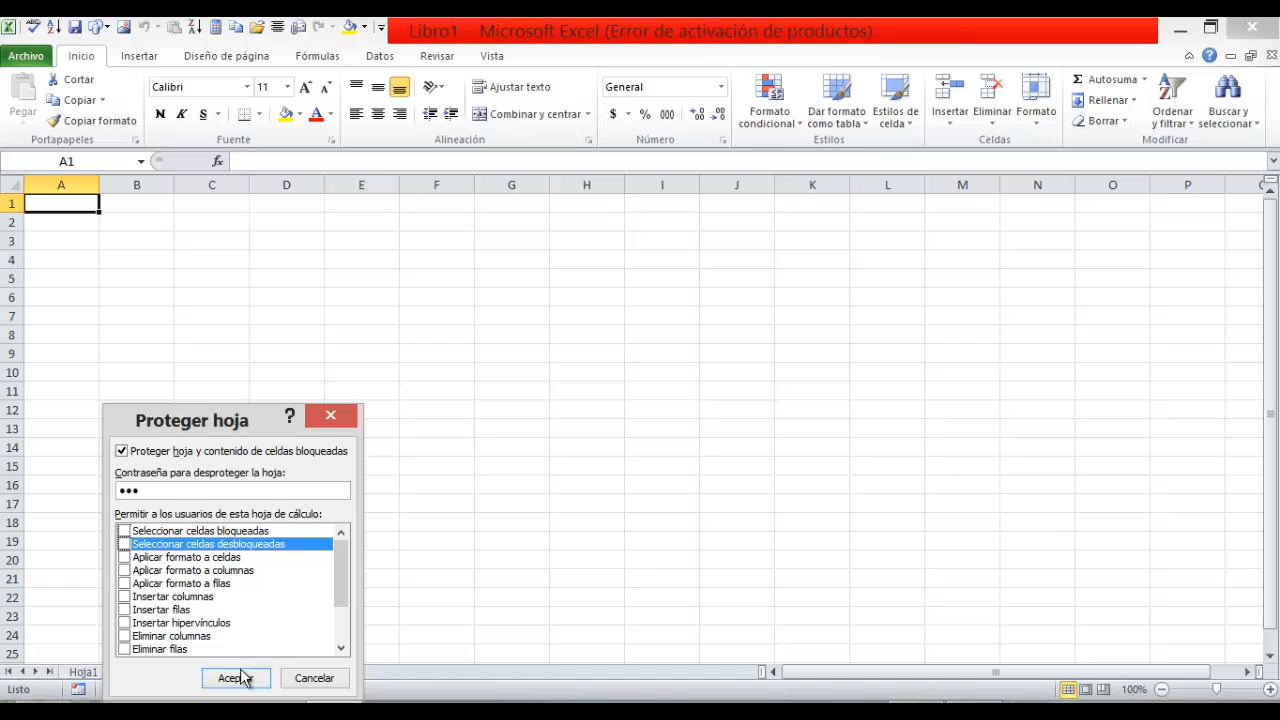 Libro1 - Microsoft Excel (Error de activación de productos)
Archivo Inicio Insertar Diseño de página Fórmulas Datos Revisar Vista
Pegar
Cortar
Copiar
Copiar formato
Portapapeles
Calibri 11
N K S
Fuente
Ajustar texto
Combinar y centrar
Alineación
General
$ % 000
Número
Formato condicional
Dar formato como tabla
Estilos de celda
Estilos
Insertar Eliminar Formato
Celdas
Σ Autosuma
Rellenar
Borrar
Ordenar y filtrar
Buscar y seleccionar
Modificar
A1 fx
A B C D E F G H I J K L M N O P
1
2
3
4
5
6
7
8
9
10
11
12
13
14
15
16
17
18
19
20
21
22
23
24
25
Proteger hoja ?
Proteger hoja y contenido de celdas bloqueadas
Contraseña para desproteger la hoja:
•••
Permitir a los usuarios de esta hoja de cálculo:
Seleccionar celdas bloqueadas
Seleccionar celdas desbloqueadas
Aplicar formato a celdas
Aplicar formato a columnas
Aplicar formato a filas
Insertar columnas
Insertar filas
Insertar hipervínculos
Eliminar columnas
Eliminar filas
Aceptar Cancelar
Hoja1
Listo 100%